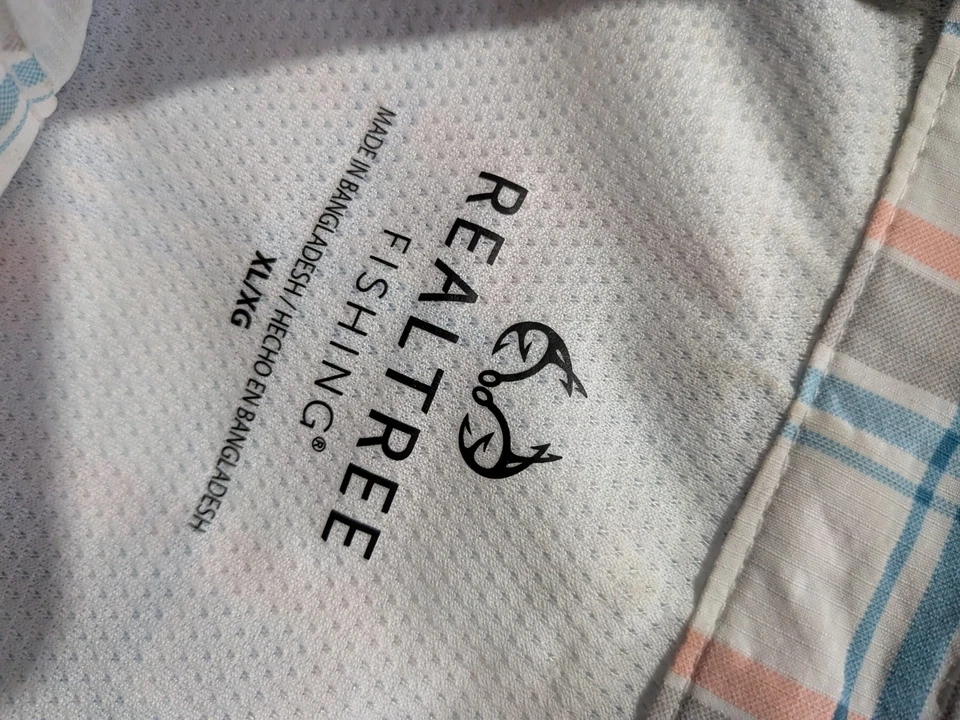 REALTREE
FISHING®
MADE IN BANGLADESH / HECHO EN BANGLADESH
XL/XG